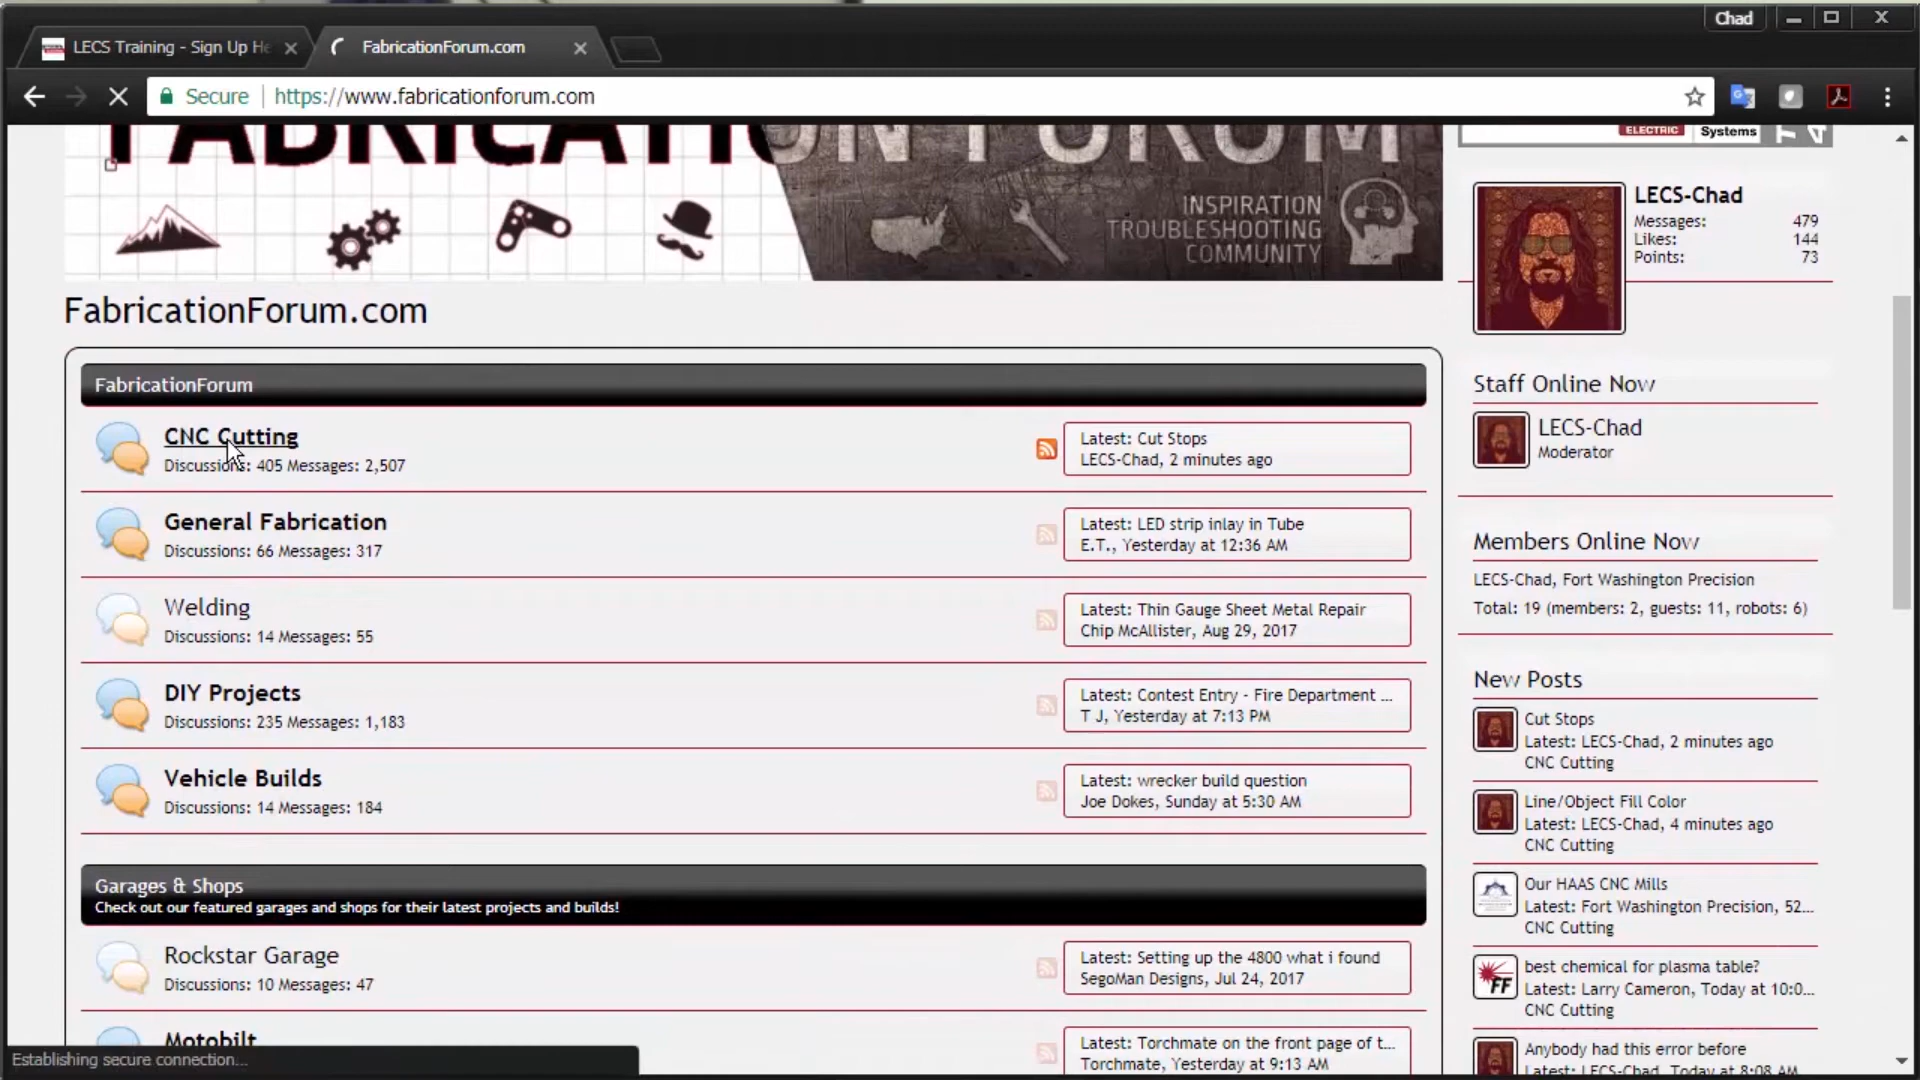 Chad
LECS Training - Sign Up He
FabricationForum.com
Secure
https://www.fabricationforum.com
FABRICATION FORUM
INSPIRATION
TROUBLESHOOTING
COMMUNITY
ELECTRIC
Systems
LECS-Chad
Messages: 479
Likes: 144
Points: 73
FabricationForum.com
FabricationForum
CNC Cutting
Discussions: 405 Messages: 2,507
Latest: Cut Stops
LECS-Chad, 2 minutes ago
General Fabrication
Discussions: 66 Messages: 317
Latest: LED strip inlay in Tube
E.T., Yesterday at 12:36 AM
Welding
Discussions: 14 Messages: 55
Latest: Thin Gauge Sheet Metal Repair
Chip McAllister, Aug 29, 2017
DIY Projects
Discussions: 235 Messages: 1,183
Latest: Contest Entry - Fire Department ...
T J, Yesterday at 7:13 PM
Vehicle Builds
Discussions: 14 Messages: 184
Latest: wrecker build question
Joe Dokes, Sunday at 5:30 AM
Garages & Shops
Check out our featured garages and shops for their latest projects and builds!
Rockstar Garage
Discussions: 10 Messages: 47
Latest: Setting up the 4800 what i found
SegoMan Designs, Jul 24, 2017
Motobilt
Latest: Torchmate on the front page of t...
Torchmate, Yesterday at 9:13 AM
Staff Online Now
LECS-Chad
Moderator
Members Online Now
LECS-Chad, Fort Washington Precision
Total: 19 (members: 2, guests: 11, robots: 6)
New Posts
Cut Stops
Latest: LECS-Chad, 2 minutes ago
CNC Cutting
Line/Object Fill Color
Latest: LECS-Chad, 4 minutes ago
CNC Cutting
Our HAAS CNC Mills
Latest: Fort Washington Precision, 52...
CNC Cutting
FF
best chemical for plasma table?
Latest: Larry Cameron, Today at 10:0...
CNC Cutting
Anybody had this error before
Latest: LECS-Chad, Today at 8:08 AM
Establishing secure connection...